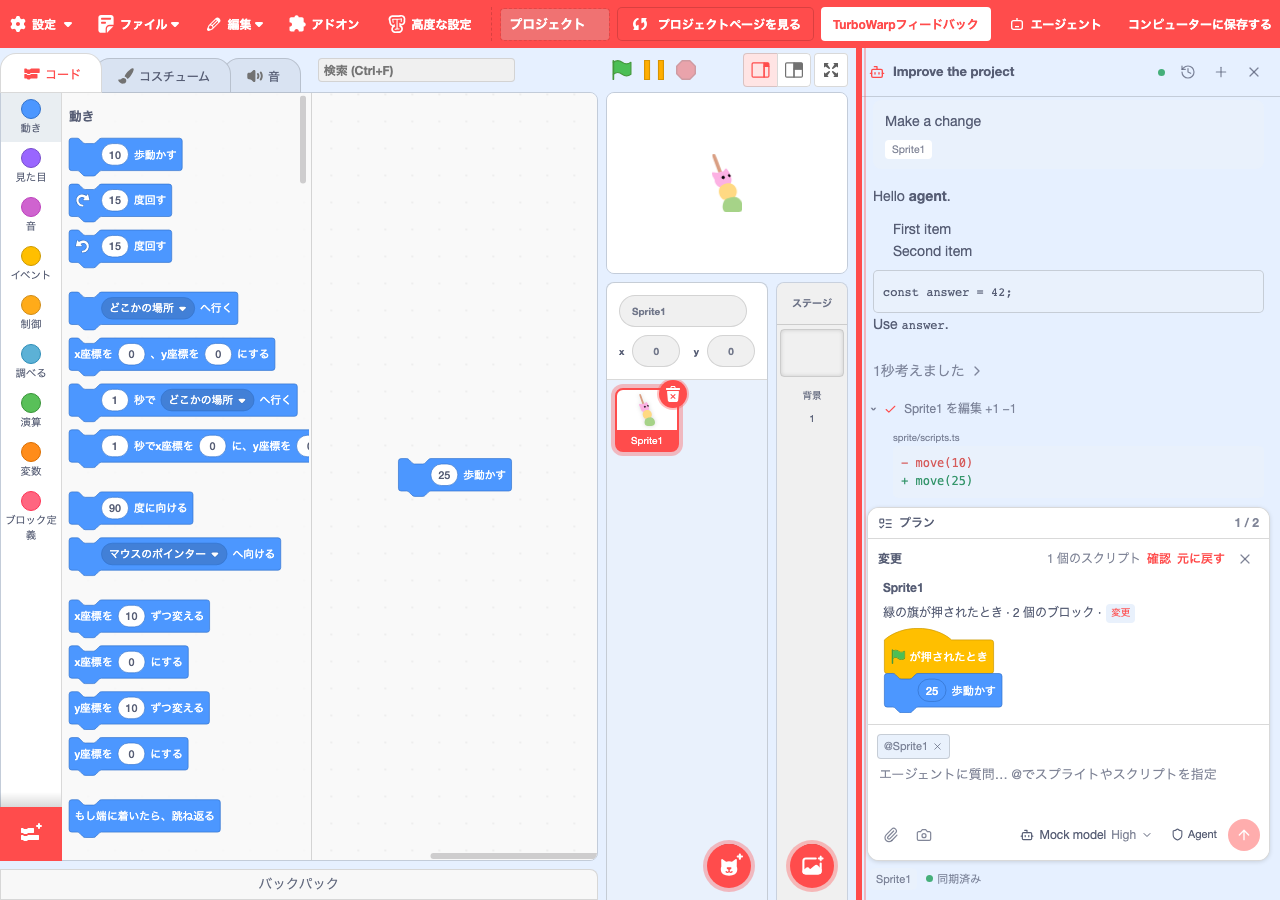 設定
ファイル
編集
アドオン
高度な設定
プロジェクト
プロジェクトページを見る
TurboWarpフィードバック
エージェント
コンピューターに保存する
コード
コスチューム
音
検索 (Ctrl+F)
動き
見た目
音
イベント
制御
調べる
演算
変数
ブロック定
義
動き
10 歩動かす
15 度回す
15 度回す
どこかの場所 へ行く
x座標を 0 、y座標を 0 にする
1 秒で どこかの場所 へ行く
1 秒でx座標を 0 に、y座標を
90 度に向ける
マウスのポインター へ向ける
x座標を 10 ずつ変える
x座標を 0 にする
y座標を 10 ずつ変える
y座標を 0 にする
もし端に着いたら、跳ね返る
25 歩動かす
バックパック
Sprite1
x 0 y 0
Sprite1
ステージ
背景
1
Improve the project
Make a change
Sprite1
Hello agent.
First item
Second item
const answer = 42;
Use answer.
1秒考えました
Sprite1 を編集 +1 −1
sprite/scripts.ts
− move(10)
+ move(25)
プラン 1 / 2
変更 1 個のスクリプト 確認 元に戻す
Sprite1
緑の旗が押されたとき · 2 個のブロック · 変更
が押されたとき
25 歩動かす
@Sprite1
エージェントに質問... @でスプライトやスクリプトを指定
Mock model High Agent
Sprite1 同期済み